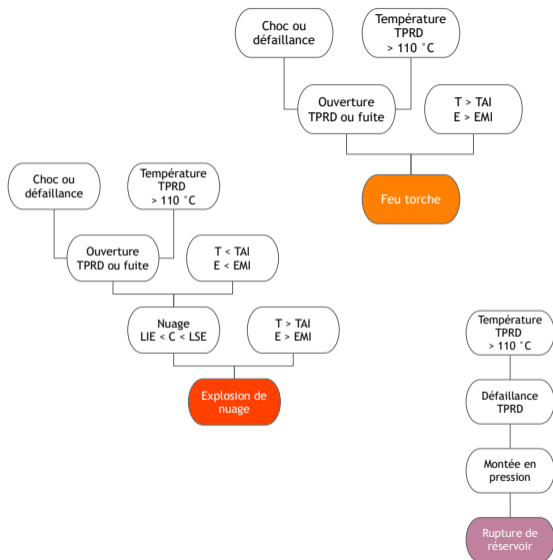 Choc ou
défaillance
Température
TPRD
> 110 °C
Ouverture
TPRD ou fuite
T > TAI
E > EMI
Feu torche
Choc ou
défaillance
Température
TPRD
> 110 °C
Ouverture
TPRD ou fuite
T < TAI
E < EMI
Nuage
LIE < C < LSE
T > TAI
E > EMI
Explosion de
nuage
Température
TPRD
> 110 °C
Défaillance
TPRD
Montée en
pression
Rupture de
réservoir